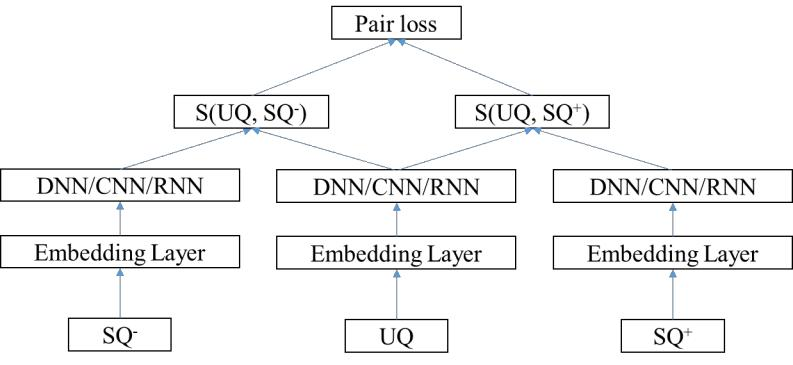 Pair loss
S(UQ, SQ⁻)
S(UQ, SQ⁺)
DNN/CNN/RNN
DNN/CNN/RNN
DNN/CNN/RNN
Embedding Layer
Embedding Layer
Embedding Layer
SQ⁻
UQ
SQ⁺